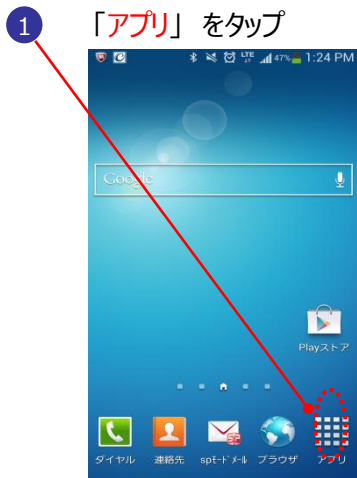 1 「アプリ」をタップ
LTE 47% 1:24 PM
Google
Playストア
ダイヤル 連絡先 spモードメール ブラウザ アプリ